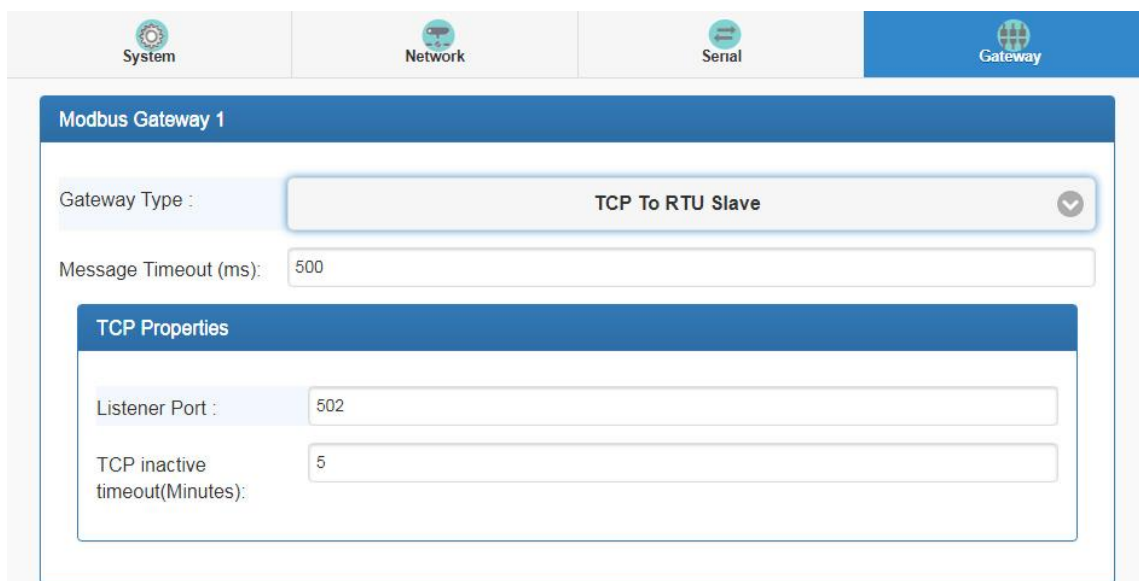 System
Network
Serial
Gateway
Modbus Gateway 1
Gateway Type :
TCP To RTU Slave
Message Timeout (ms):
500
TCP Properties
Listener Port :
502
TCP inactive
timeout(Minutes):
5